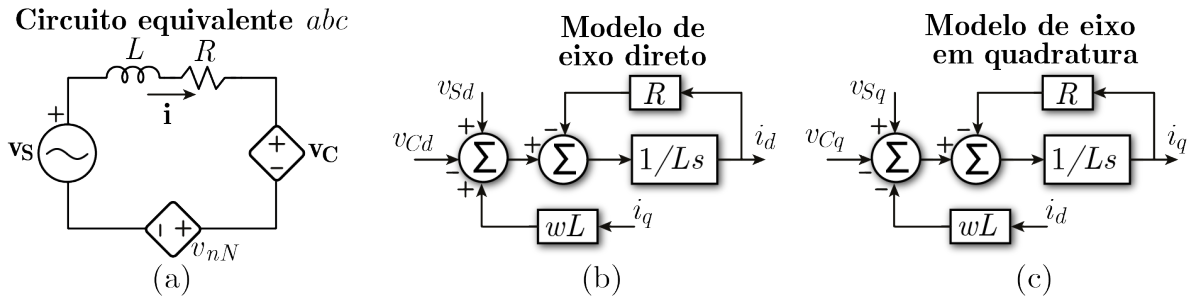 Circuito equivalente abc
L
R
i
+
v_S
+
-
v_C
- +
v_nN
(a)
Modelo de
eixo direto
v_Sd
+
v_Cd
-
+
Σ
+
-
Σ
R
1/Ls
i_d
wL
i_q
(b)
Modelo de eixo
em quadratura
v_Sq
+
v_Cq
-
-
Σ
+
-
Σ
R
1/Ls
i_q
wL
i_d
(c)